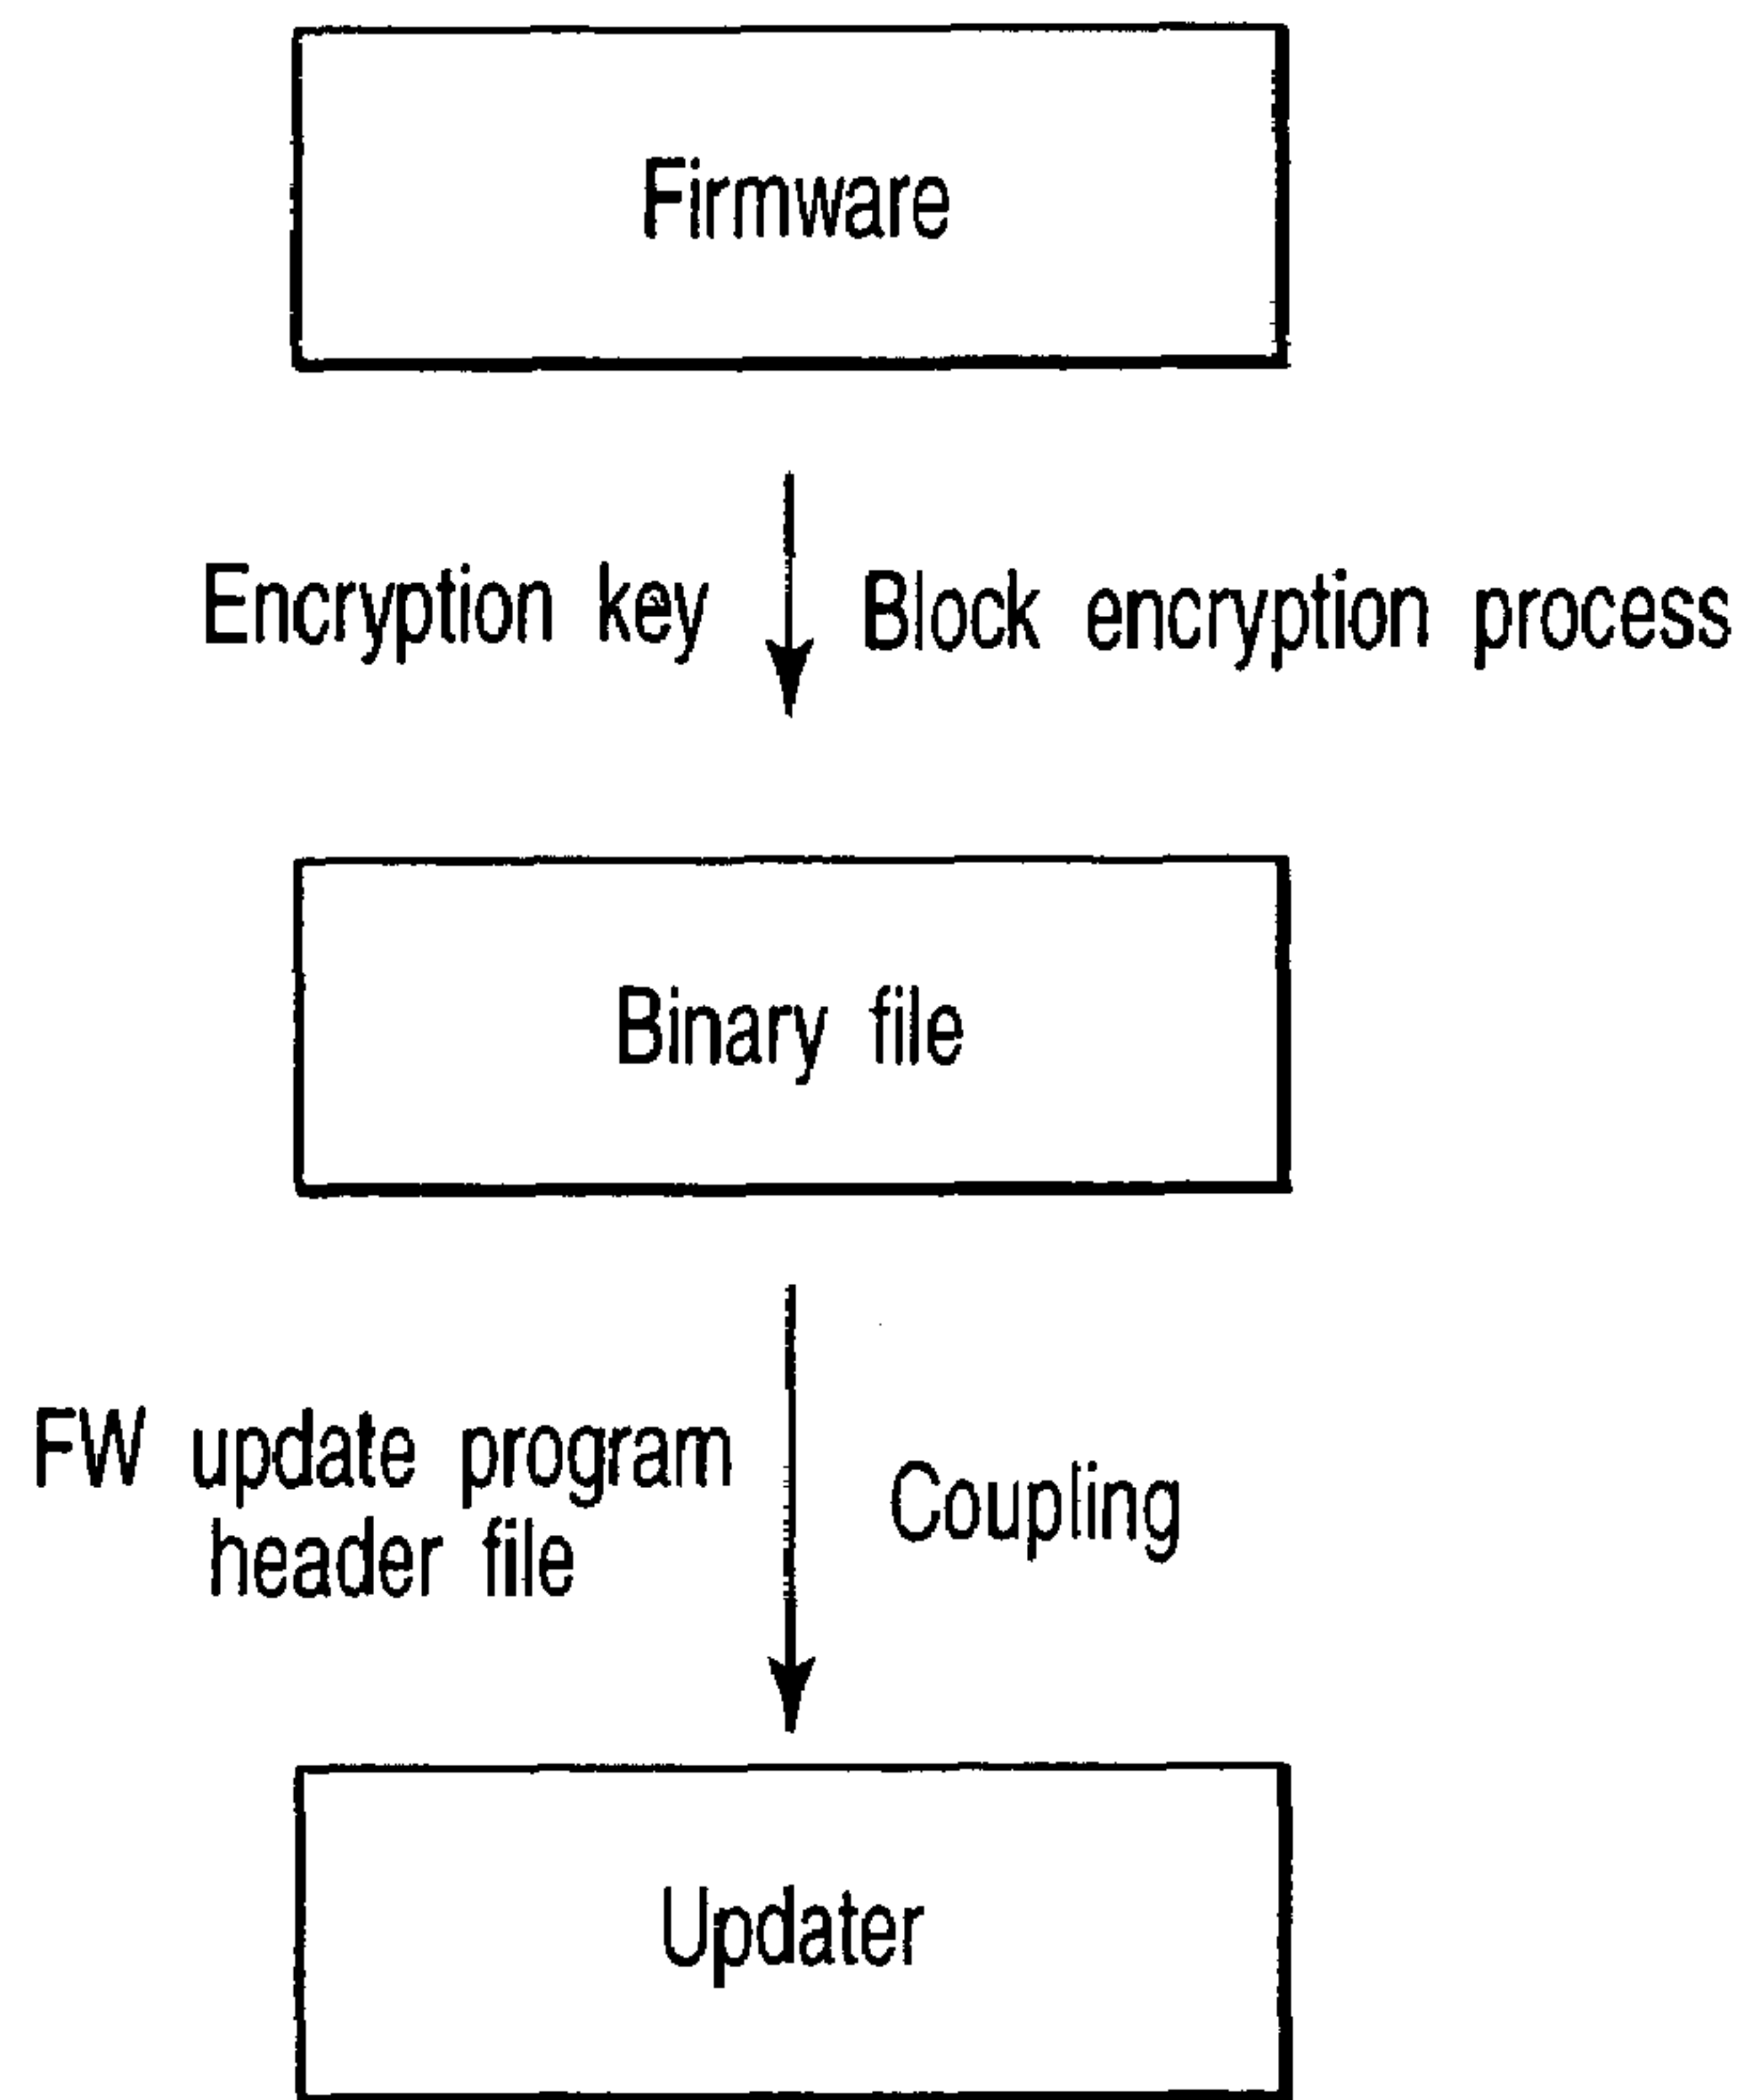 Firmware
Encryption key
Block encryption process
Binary file
FW update program
header file
Coupling
Updater